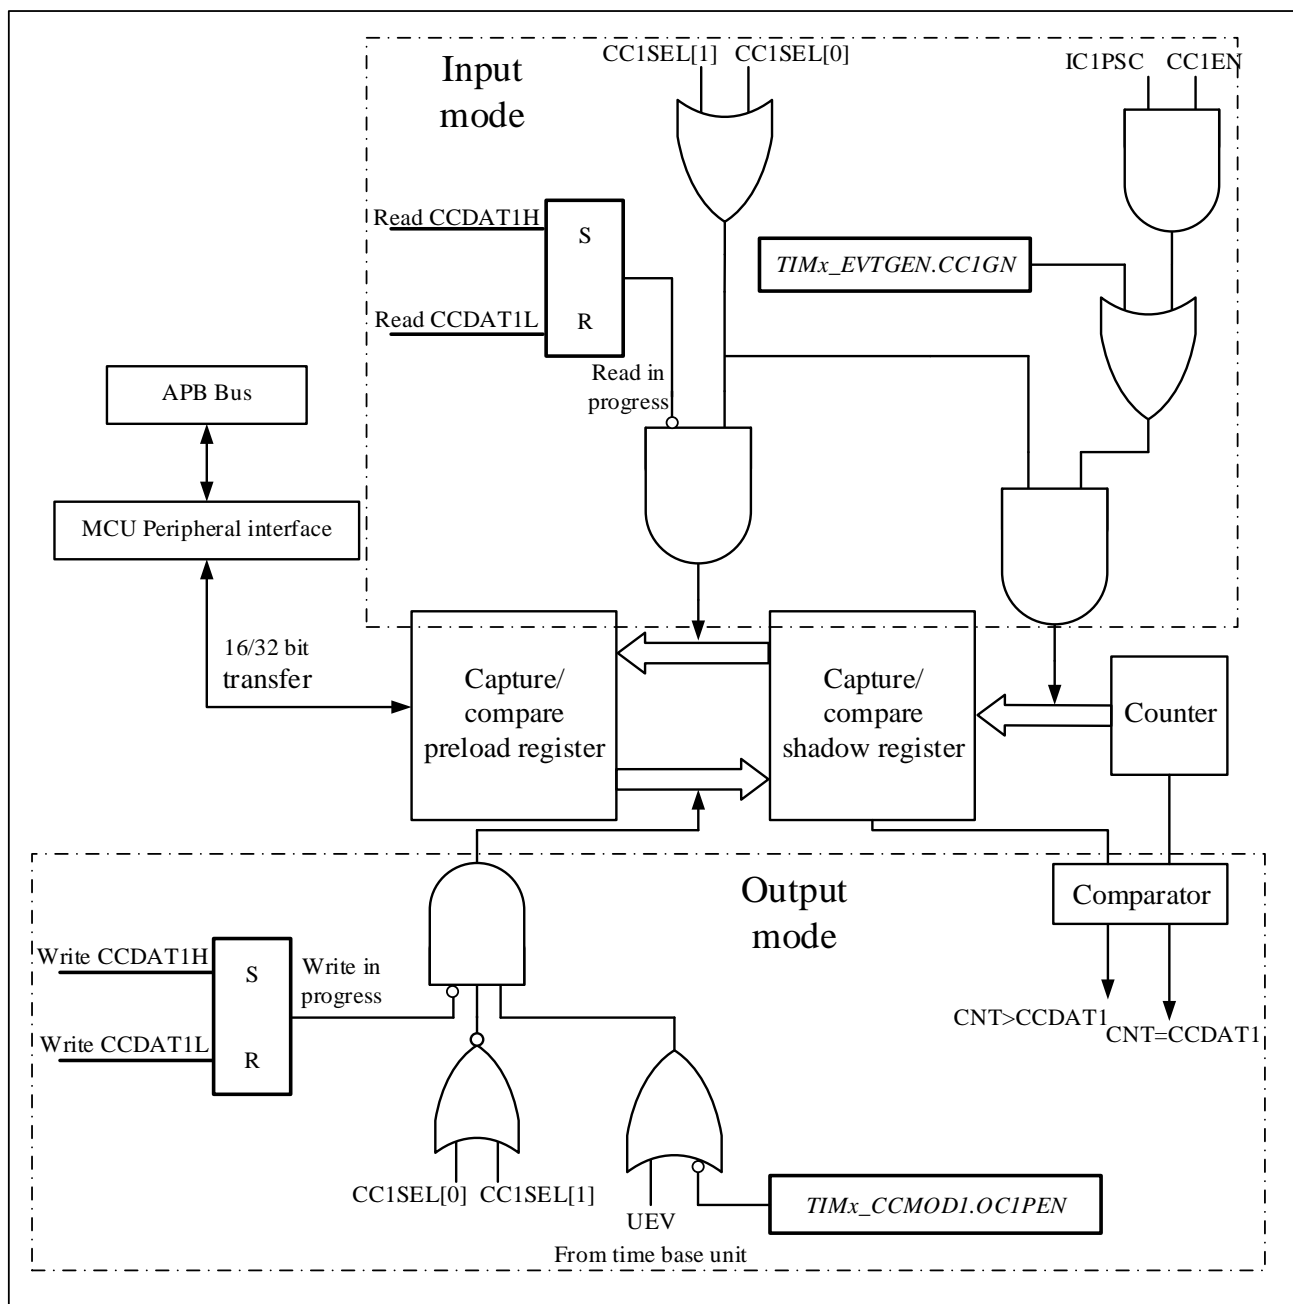 CC1SEL[1]
CC1SEL[0]
IC1PSC
CC1EN
Input
mode
Read CCDAT1H
S
TIMx_EVTGEN.CC1GN
Read CCDAT1L
R
Read in
progress
APB Bus
MCU Peripheral interface
16/32 bit
transfer
Capture/
compare
preload register
Capture/
compare
shadow register
Counter
Output
mode
Comparator
Write CCDAT1H
S
Write in
progress
Write CCDAT1L
R
CNT>CCDAT1
CNT=CCDAT1
CC1SEL[0]
CC1SEL[1]
UEV
TIMx_CCMOD1.OC1PEN
From time base unit